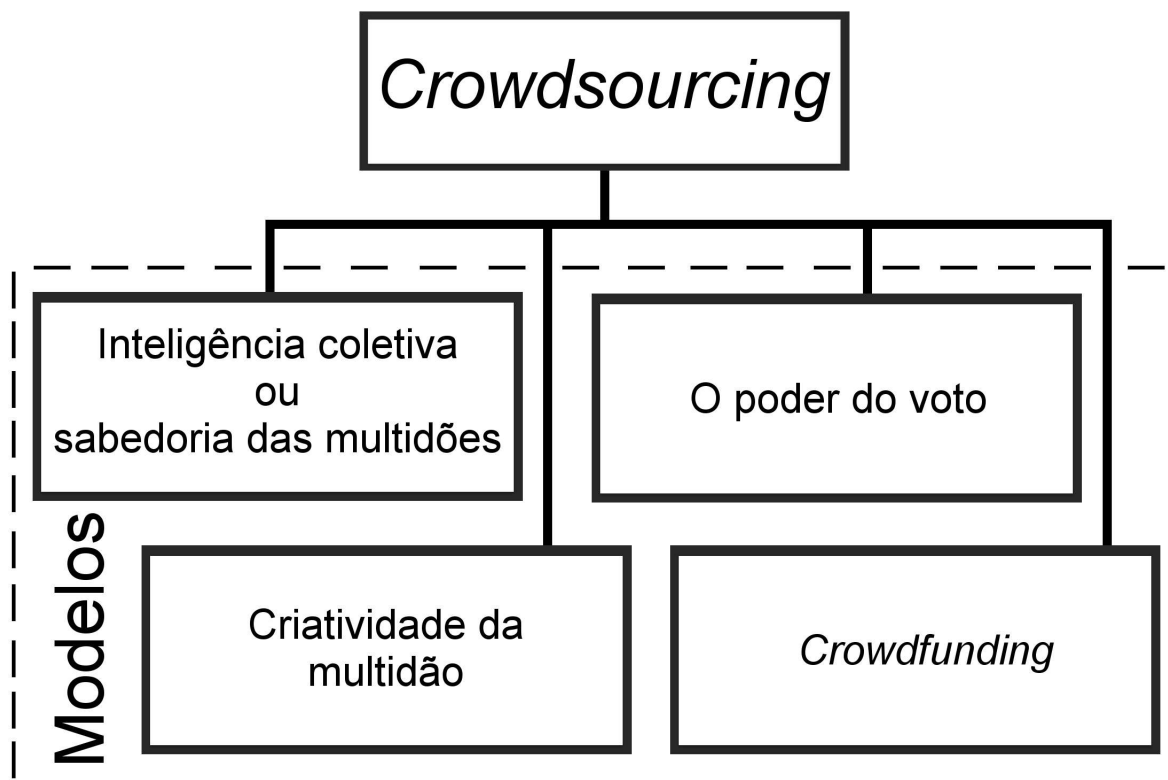 Crowdsourcing
Inteligência coletiva
ou
sabedoria das multidões
O poder do voto
Modelos
Criatividade da
multidão
Crowdfunding